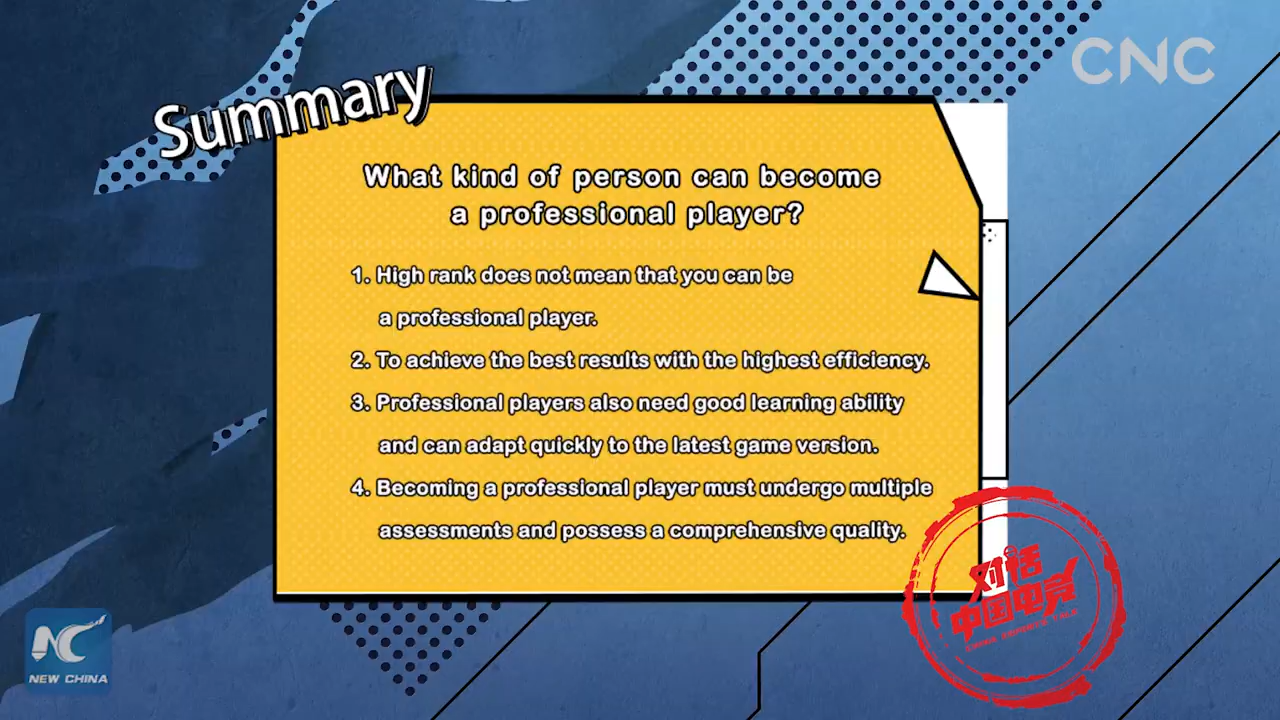 CNC
Summary
What kind of person can become
a professional player?
1. High rank does not mean that you can be
a professional player.
2. To achieve the best results with the highest efficiency.
3. Professional players also need good learning ability
and can adapt quickly to the latest game version.
4. Becoming a professional player must undergo multiple
assessments and possess a comprehensive quality.
对话
中国电竞
NC
NEW CHINA